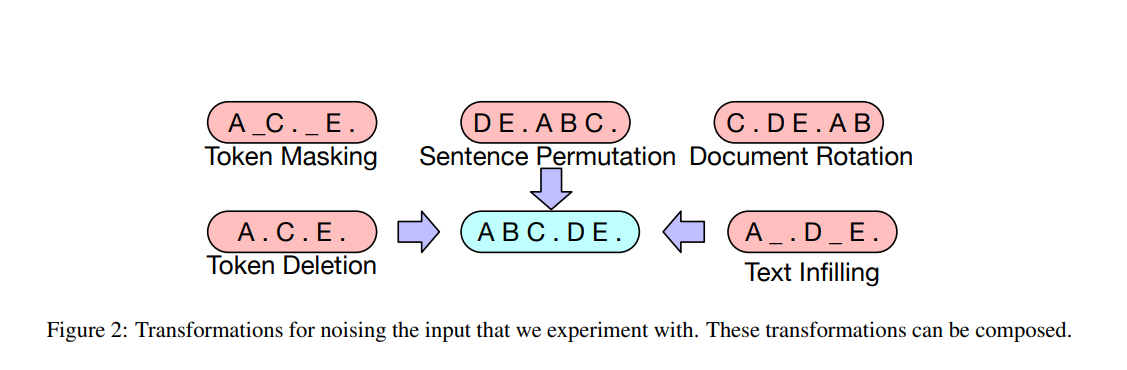 A _C . _ E .
D E . A B C .
C . D E . A B
Token Masking
Sentence Permutation
Document Rotation
A . C . E .
A B C . D E .
A _ . D _ E .
Token Deletion
Text Infilling
Figure 2: Transformations for noising the input that we experiment with. These transformations can be composed.